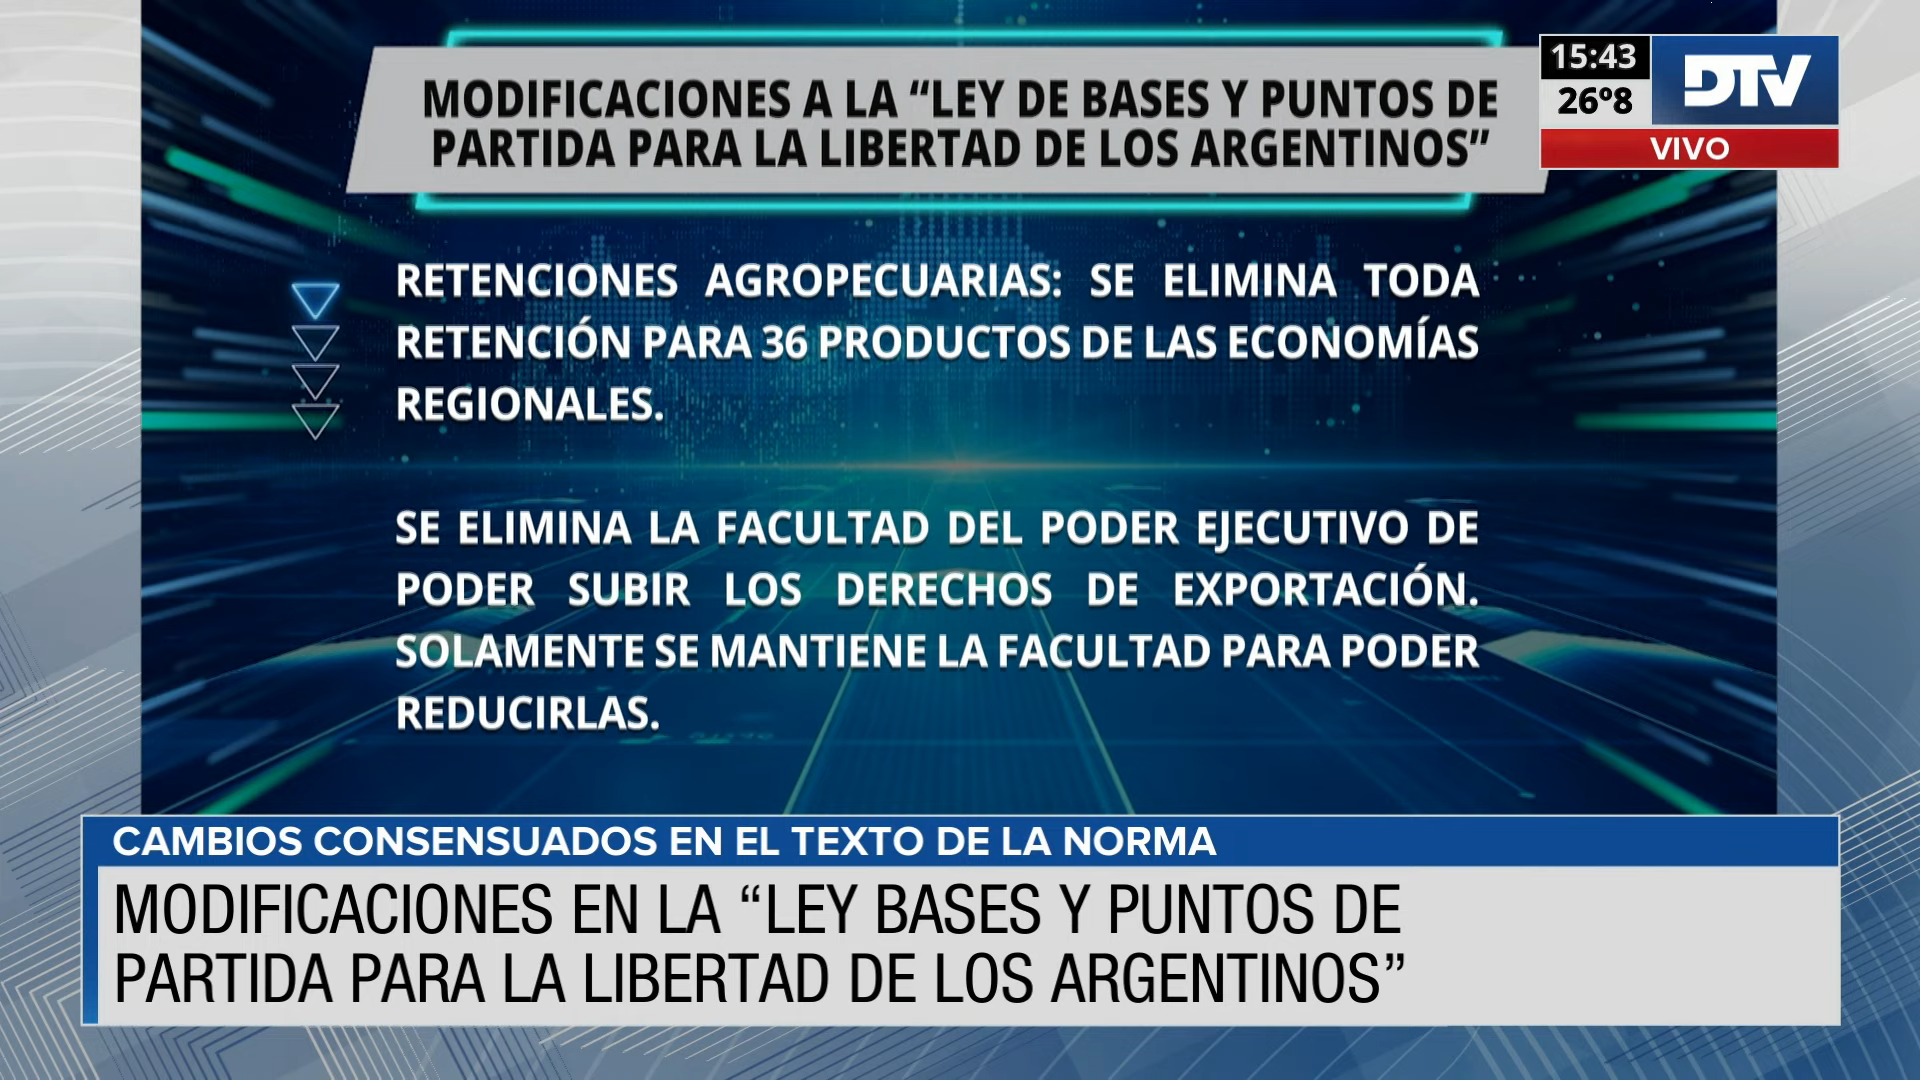 MODIFICACIONES A LA “LEY DE BASES Y PUNTOS DE
PARTIDA PARA LA LIBERTAD DE LOS ARGENTINOS”
15:43
26º8
DTV
VIVO
RETENCIONES AGROPECUARIAS: SE ELIMINA TODA
RETENCIÓN PARA 36 PRODUCTOS DE LAS ECONOMÍAS
REGIONALES.
SE ELIMINA LA FACULTAD DEL PODER EJECUTIVO DE
PODER SUBIR LOS DERECHOS DE EXPORTACIÓN.
SOLAMENTE SE MANTIENE LA FACULTAD PARA PODER
REDUCIRLAS.
CAMBIOS CONSENSUADOS EN EL TEXTO DE LA NORMA
MODIFICACIONES EN LA “LEY BASES Y PUNTOS DE
PARTIDA PARA LA LIBERTAD DE LOS ARGENTINOS”